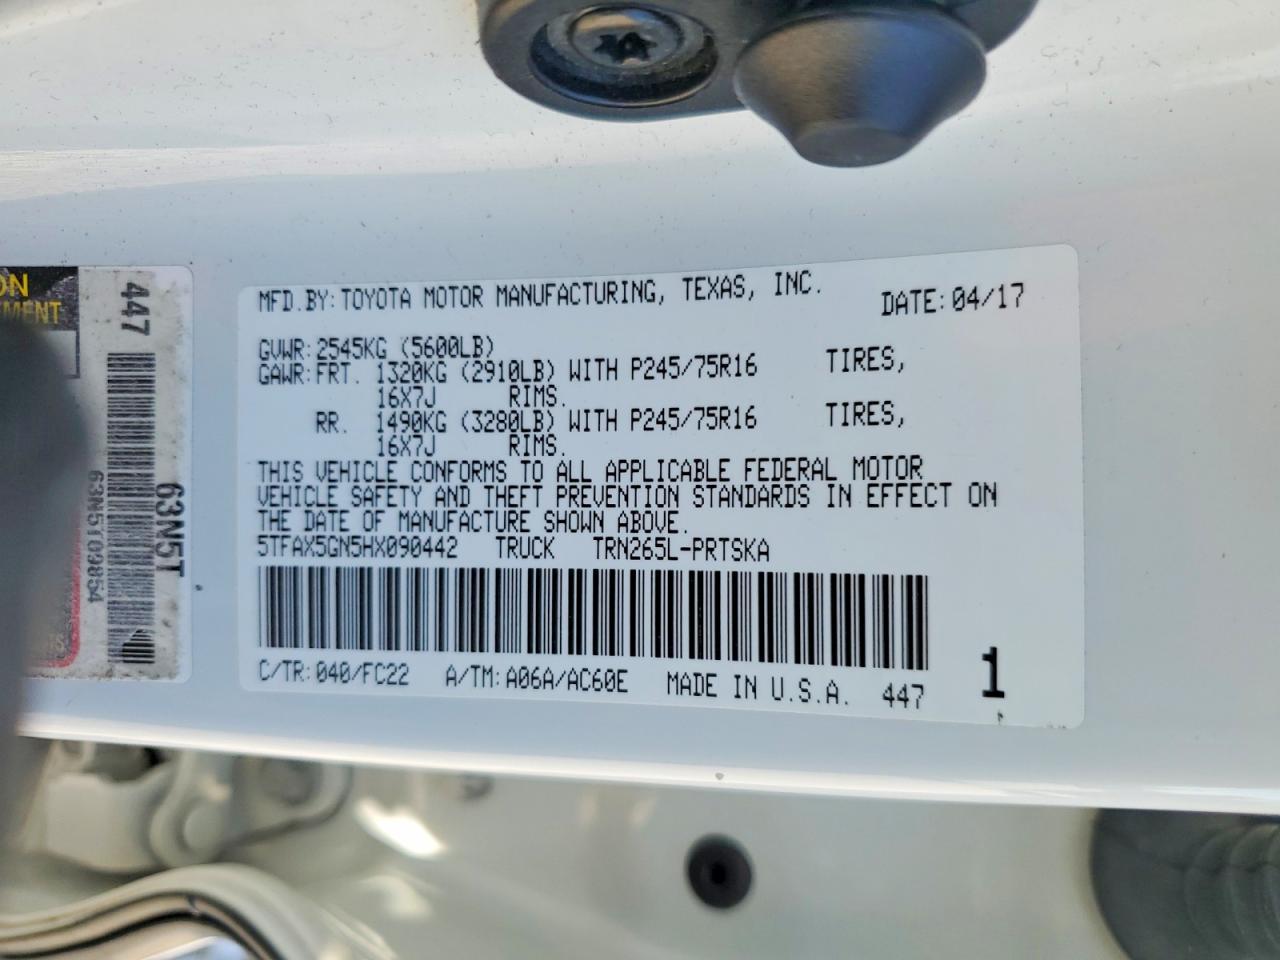 ON
MENT
447
63N5T
63N5T09854
MFD.BY: TOYOTA MOTOR MANUFACTURING, TEXAS, INC. DATE: 04/17
GVWR: 2545KG (5600LB)
GAWR: FRT. 1320KG (2910LB) WITH P245/75R16 TIRES,
16X7J RIMS.
RR. 1490KG (3280LB) WITH P245/75R16 TIRES,
16X7J RIMS.
THIS VEHICLE CONFORMS TO ALL APPLICABLE FEDERAL MOTOR
VEHICLE SAFETY AND THEFT PREVENTION STANDARDS IN EFFECT ON
THE DATE OF MANUFACTURE SHOWN ABOVE.
5TFAX5GN5HX090442 TRUCK TRN265L-PRTSKA
C/TR: 040/FC22 A/TM: A06A/AC60E MADE IN U.S.A. 447 1